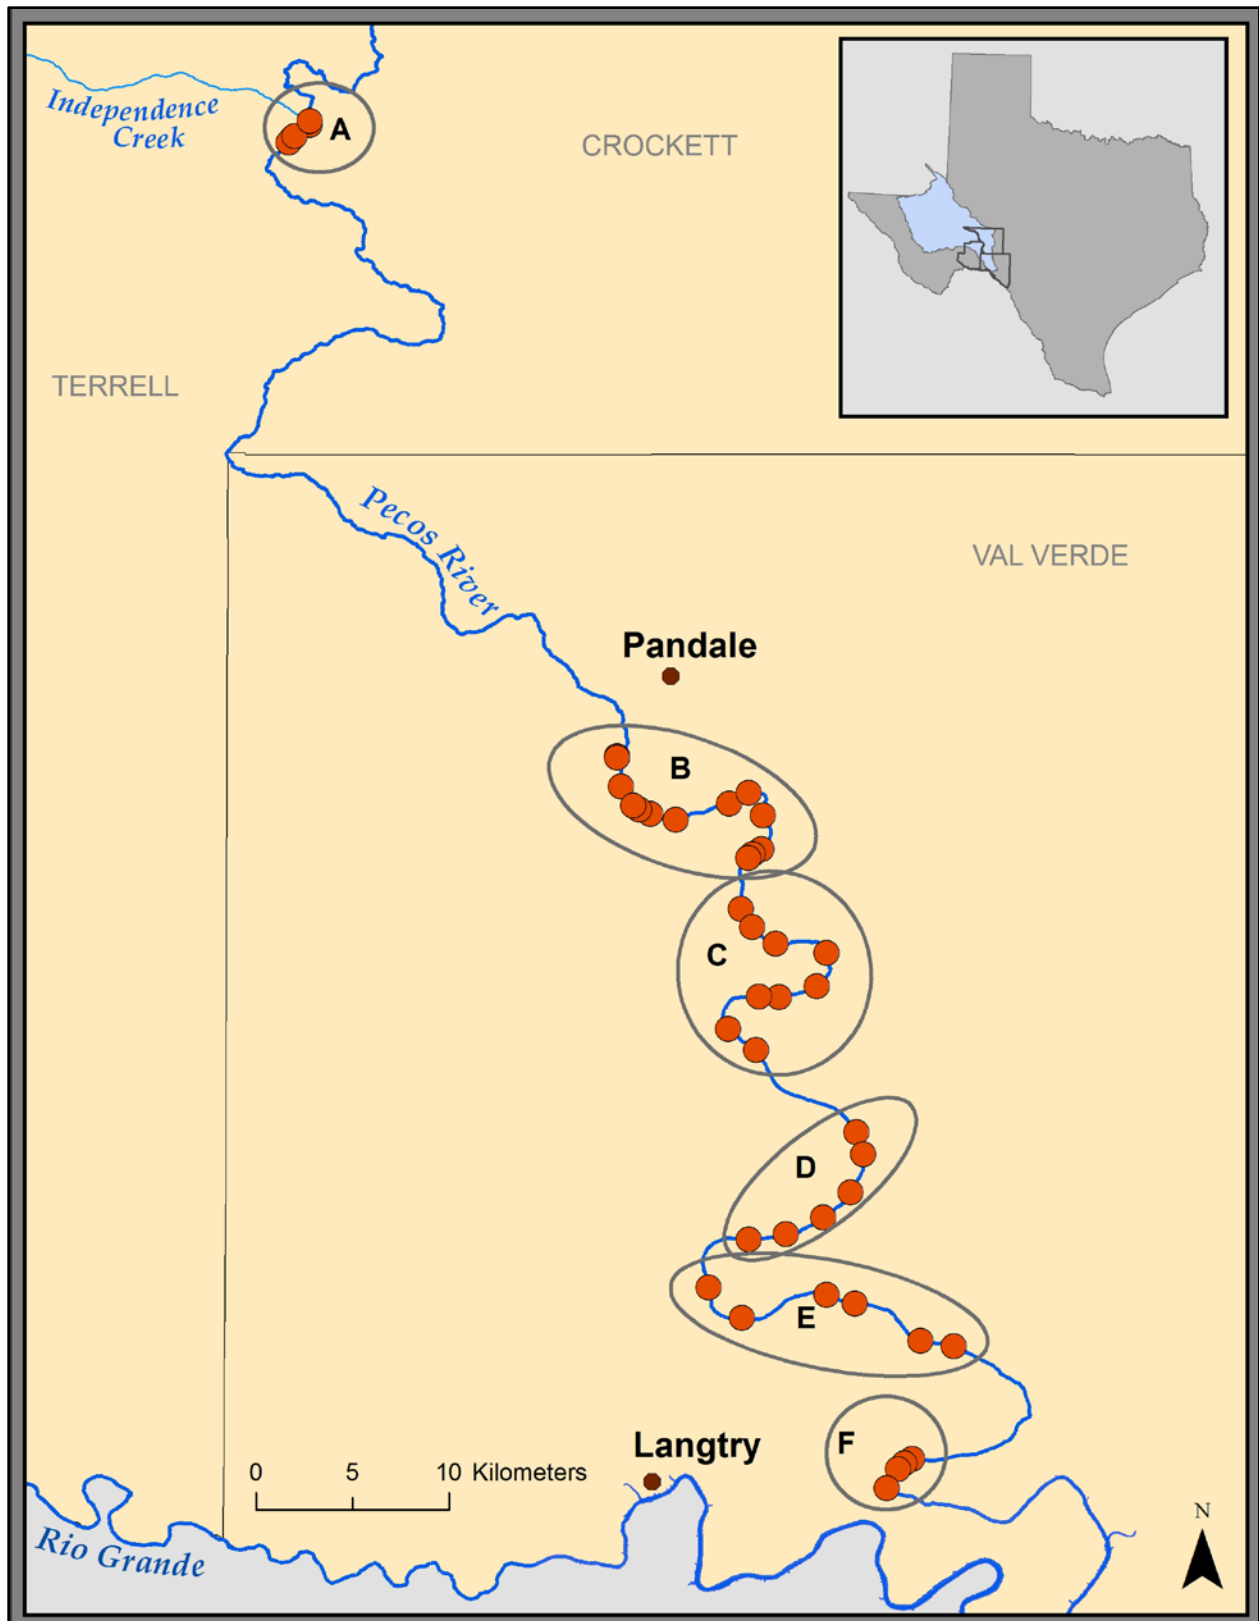 Independence
Creek
A
CROCKETT
TERRELL
Pecos River
VAL VERDE
Pandale
B
C
D
E
F
Langtry
0 5 10 Kilometers
N
Rio Grande